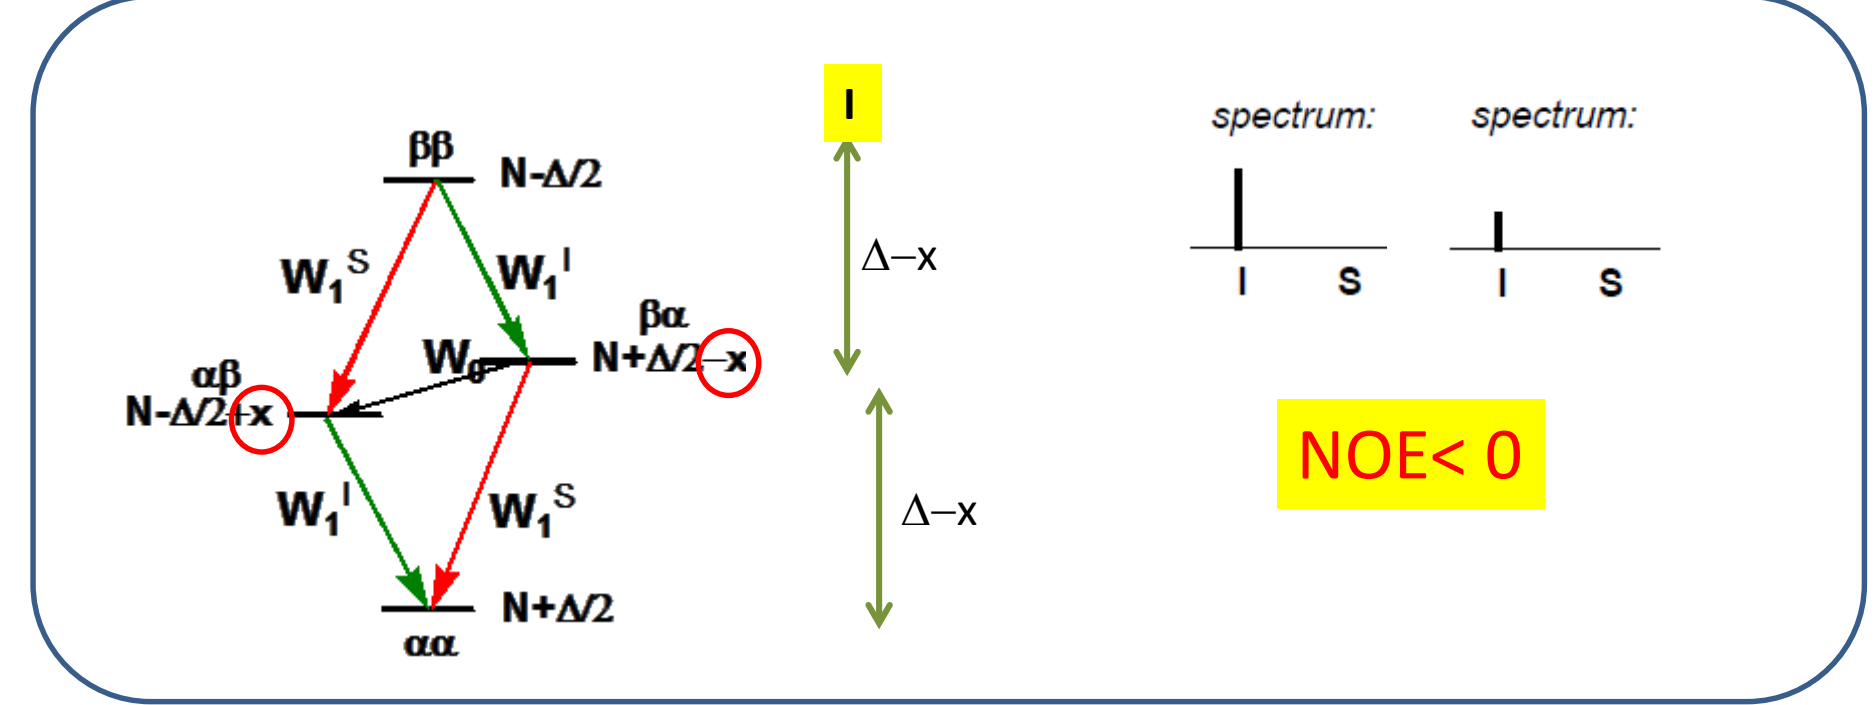 ββ
N-Δ/2
W₁ˢ
W₁ᴵ
βα
N+Δ/2−x
W₀
αβ
N-Δ/2+x
W₁ᴵ
W₁ˢ
N+Δ/2
αα
I
Δ−x
Δ−x
spectrum:
I S
spectrum:
I S
NOE< 0